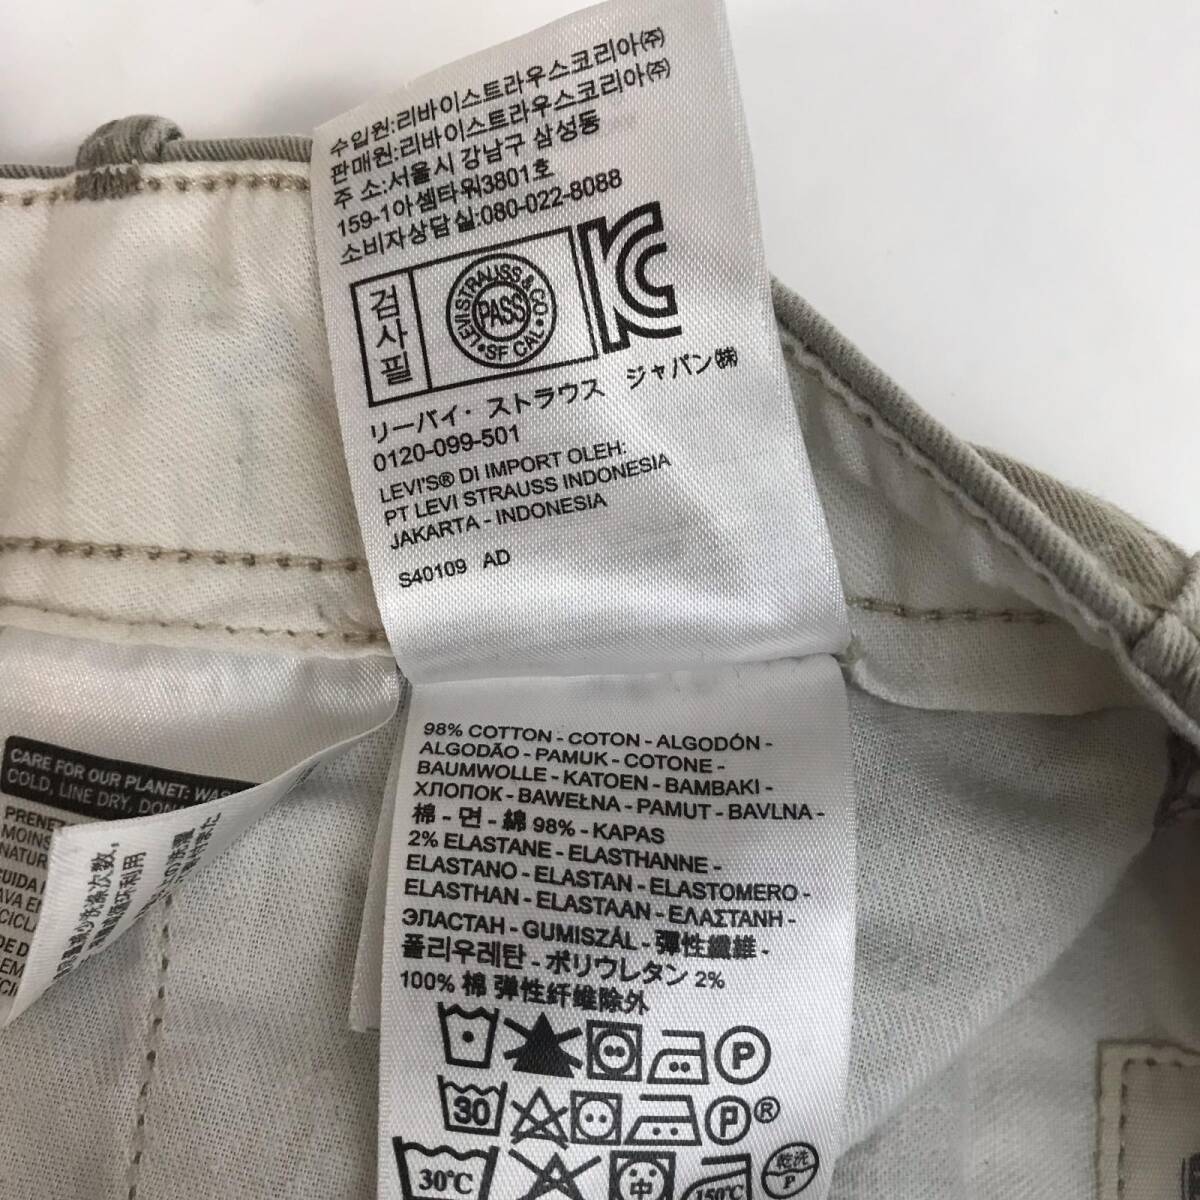 수입원:리바이스트라우스코리아㈜
판매원:리바이스트라우스코리아㈜
주 소:서울시 강남구 삼성동
159-1아셈타워3801호
소비자상담실:080-022-8088
검사필
LEVI STRAUSS & CO
PASS
SF CAL
リーバイ・ストラウス ジャパン㈱
0120-099-501
LEVI'S® DI IMPORT OLEH:
PT LEVI STRAUSS INDONESIA
JAKARTA - INDONESIA
S40109 AD
98% COTTON - COTON - ALGODÓN -
ALGODÃO - PAMUK - COTONE -
BAUMWOLLE - KATOEN - BAMBAKI -
ХЛОПОК - BAWEŁNA - PAMUT - BAVLNA -
棉 - 면 - 綿 98% - KAPAS
2% ELASTANE - ELASTHANNE -
ELASTANO - ELASTAN - ELASTOMERO -
ELASTHAN - ELASTAAN - ΕΛΑΣΤΑΝΗ -
ЭЛАСТАН - GUMISZÁL - 弾性纖維 -
폴리우레탄 - ポリウレタン 2%
100% 棉 弹性纤维除外
P
30
P®
30℃
中
150℃
乾洗
P
CARE FOR OUR PLANET:
COLD, LINE DRY,
MOINS